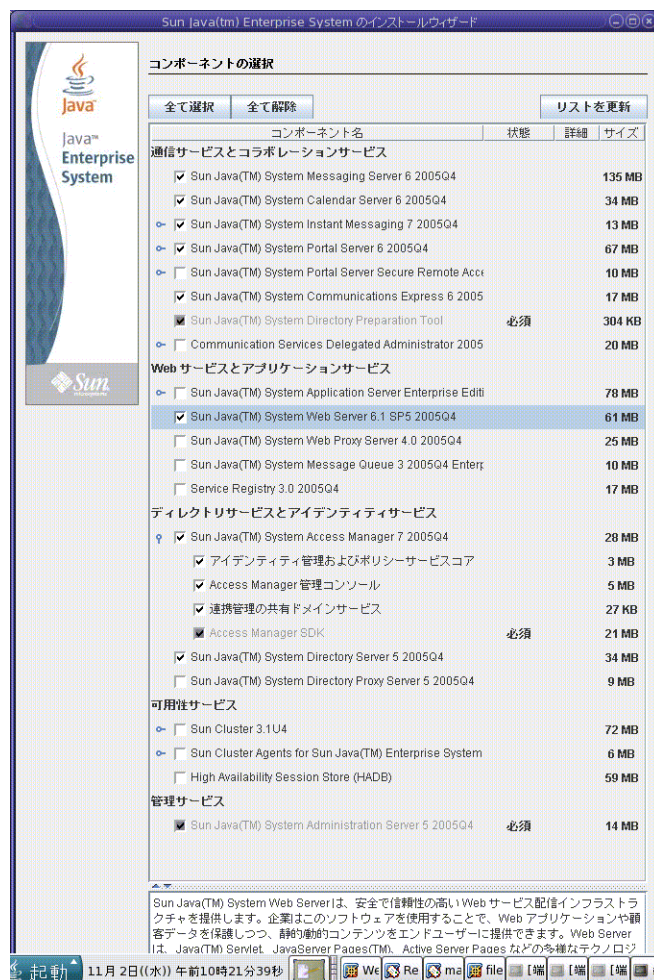 Sun Java(tm) Enterprise System のインストールウィザード
Java
Java™
Enterprise
System
Sun
microsystems
コンポーネントの選択
全て選択 全て解除 リストを更新
コンポーネント名 状態 詳細 サイズ
通信サービスとコラボレーションサービス
Sun Java(TM) System Messaging Server 6 2005Q4 135 MB
Sun Java(TM) System Calendar Server 6 2005Q4 34 MB
Sun Java(TM) System Instant Messaging 7 2005Q4 13 MB
Sun Java(TM) System Portal Server 6 2005Q4 67 MB
Sun Java(TM) System Portal Server Secure Remote Acce 10 MB
Sun Java(TM) System Communications Express 6 2005 17 MB
Sun Java(TM) System Directory Preparation Tool 必須 304 KB
Communication Services Delegated Administrator 2005 20 MB
Web サービスとアプリケーションサービス
Sun Java(TM) System Application Server Enterprise Editi 78 MB
Sun Java(TM) System Web Server 6.1 SP5 2005Q4 61 MB
Sun Java(TM) System Web Proxy Server 4.0 2005Q4 25 MB
Sun Java(TM) System Message Queue 3 2005Q4 Enterp 10 MB
Service Registry 3.0 2005Q4 17 MB
ディレクトリサービスとアイデンティティサービス
Sun Java(TM) System Access Manager 7 2005Q4 28 MB
アイデンティティ管理およびポリシーサービスコア 3 MB
Access Manager 管理コンソール 5 MB
連携管理の共有ドメインサービス 27 KB
Access Manager SDK 必須 21 MB
Sun Java(TM) System Directory Server 5 2005Q4 34 MB
Sun Java(TM) System Directory Proxy Server 5 2005Q4 9 MB
可用性サービス
Sun Cluster 3.1U4 72 MB
Sun Cluster Agents for Sun Java(TM) Enterprise System 6 MB
High Availability Session Store (HADB) 59 MB
管理サービス
Sun Java(TM) System Administration Server 5 2005Q4 必須 14 MB
Sun Java(TM) System Web Serverは、安全で信頼性の高い Web サービス配信インフラストラ
クチャを提供します。企業はこのソフトウェアを使用することで、Web アプリケーションや顧
客データを保護しつつ、静的動的コンテンツをエンドユーザーに提供できます。Web Server
は、Java(TM) Servlet、JavaServer Pages(TM)、Active Server Pages などの多様なテクノロジ
起動 11月 2日((水)) 午前10時21分39秒 We Re ma file [端 [端 [端 [端